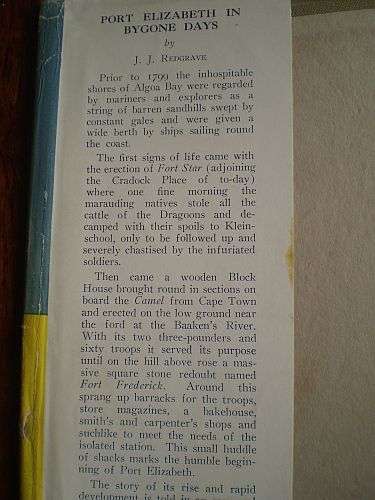 PORT ELIZABETH IN
BYGONE DAYS
by
J. J. REDGRAVE
Prior to 1799 the inhospitable
shores of Algoa Bay were regarded
by mariners and explorers as a
string of barren sandhills swept by
constant gales and were given a
wide berth by ships sailing round
the coast.
The first signs of life came with
the erection of Fort Star (adjoining
the Cradock Place of to-day)
where one fine morning the
marauding natives stole all the
cattle of the Dragoons and de-
camped with their spoils to Klein-
school, only to be followed up and
severely chastised by the infuriated
soldiers.
Then came a wooden Block
House brought round in sections on
board the Camel from Cape Town
and erected on the low ground near
the ford at the Baaken's River.
With its two three-pounders and
sixty troops it served its purpose
until on the hill above rose a mas-
sive square stone redoubt named
Fort Frederick. Around this
sprang up barracks for the troops,
store magazines, a bakehouse,
smith's and carpenter's shops and
suchlike to meet the needs of the
isolated station. This small huddle
of shacks marks the humble begin-
ning of Port Elizabeth.
The story of its rise and rapid
development is told in